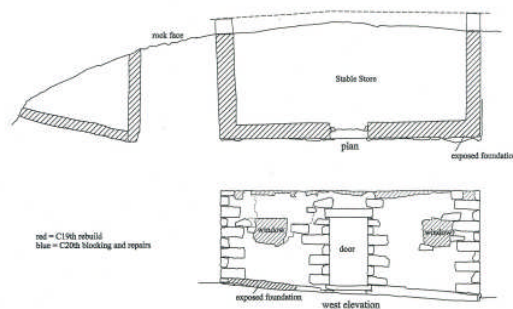 rock face
Stable Store
plan
exposed foundation
red = C19th rebuild
blue = C20th blocking and repairs
window
door
window
exposed foundation
west elevation